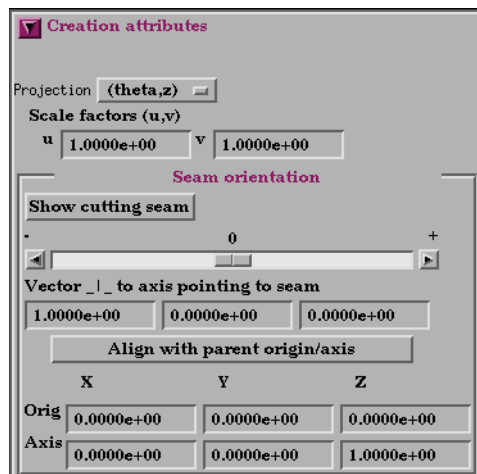 Creation attributes
Projection (theta,z)
Scale factors (u,v)
u 1.0000e+00 v 1.0000e+00
Seam orientation
Show cutting seam
- 0 +
Vector _|_ to axis pointing to seam
1.0000e+00 0.0000e+00 0.0000e+00
Align with parent origin/axis
X Y Z
Orig 0.0000e+00 0.0000e+00 0.0000e+00
Axis 0.0000e+00 0.0000e+00 1.0000e+00